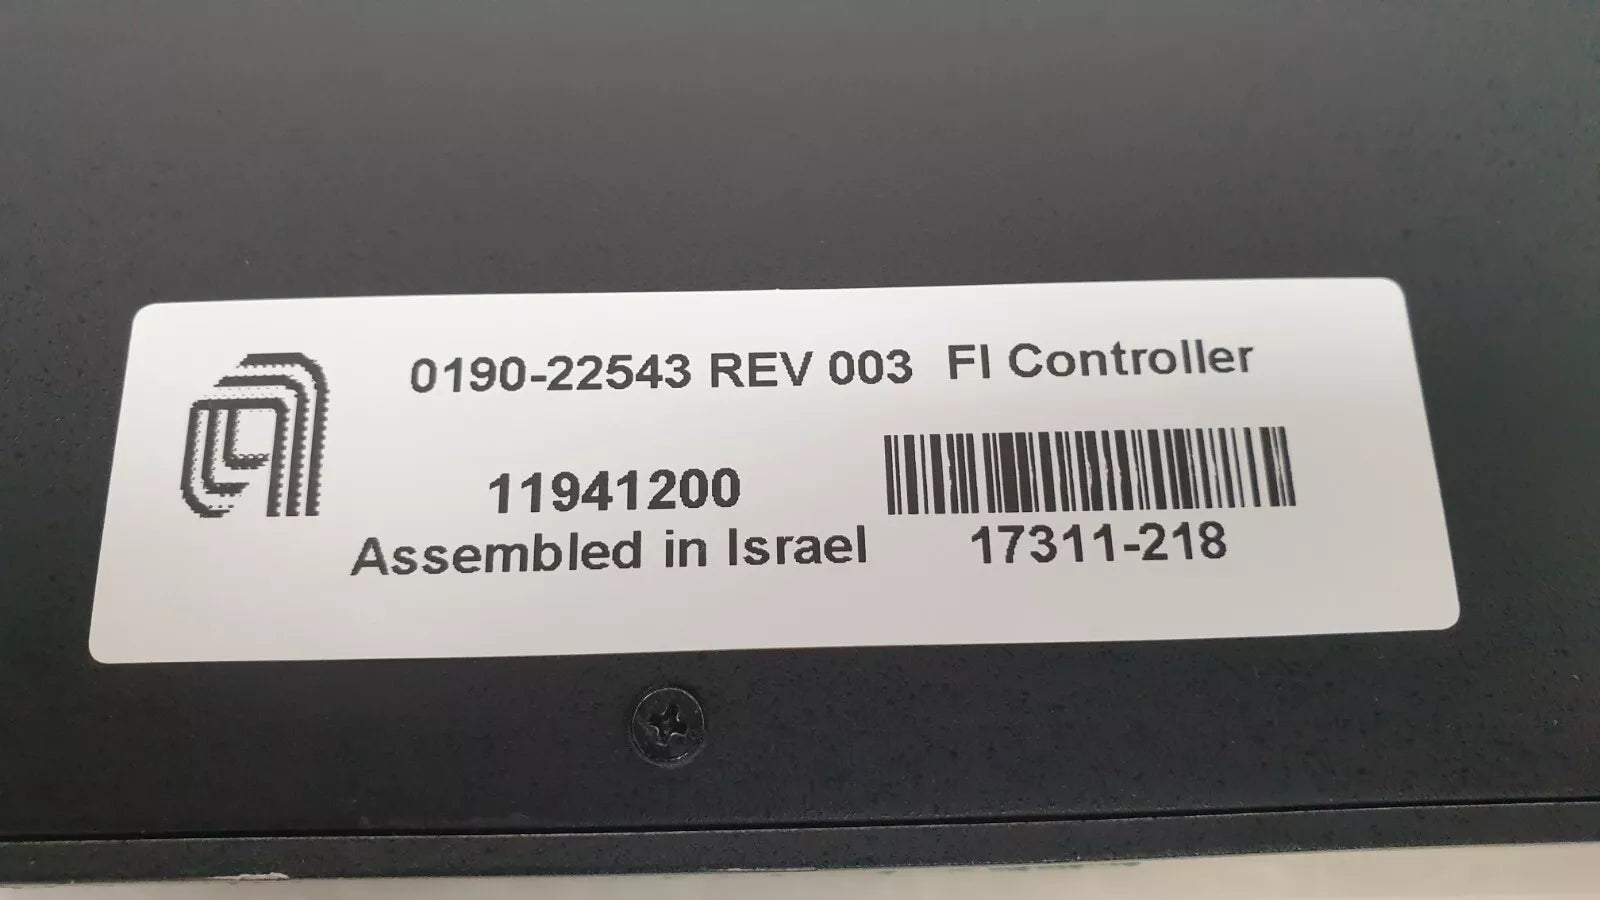 0190-22543 REV 003 FI Controller
11941200
Assembled in Israel
17311-218